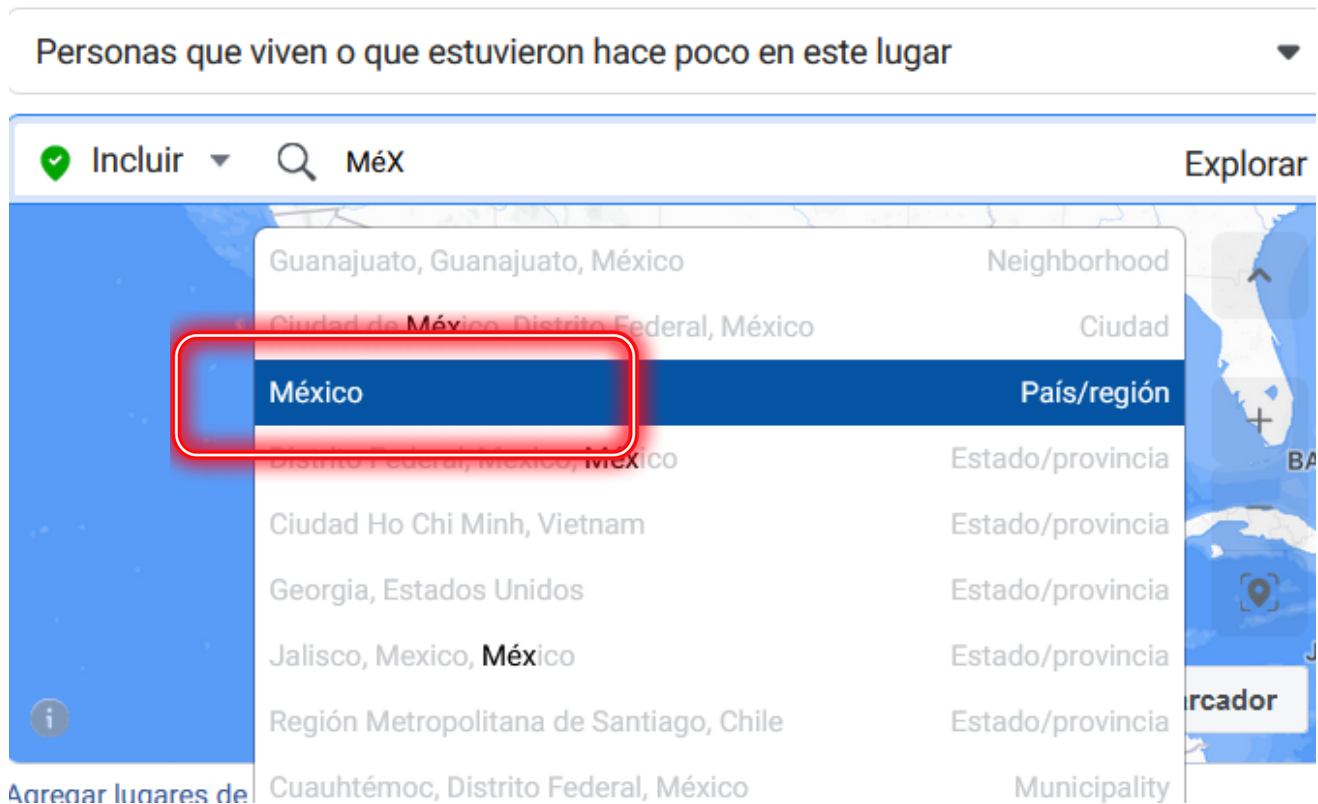 Personas que viven o que estuvieron hace poco en este lugar
Incluir MéX Explorar
Guanajuato, Guanajuato, México Neighborhood
Ciudad de México, Distrito Federal, México Ciudad
México País/región
Distrito Federal, Mexico, México Estado/provincia
BA
Ciudad Ho Chi Minh, Vietnam Estado/provincia
Georgia, Estados Unidos Estado/provincia
Jalisco, Mexico, México Estado/provincia
J
Región Metropolitana de Santiago, Chile Estado/provincia
rcador
Cuauhtémoc, Distrito Federal, México Municipality
Agregar lugares de